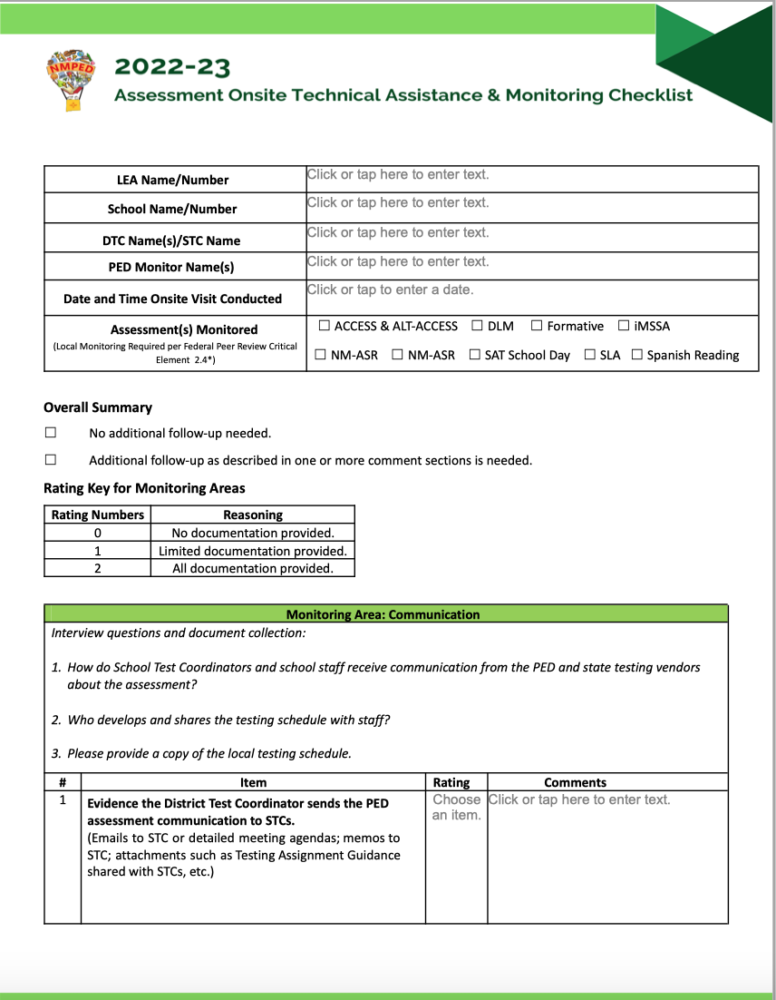 NMPED
2022-23
Assessment Onsite Technical Assistance & Monitoring Checklist
LEA Name/Number
Click or tap here to enter text.
School Name/Number
Click or tap here to enter text.
DTC Name(s)/STC Name
Click or tap here to enter text.
PED Monitor Name(s)
Click or tap here to enter text.
Date and Time Onsite Visit Conducted
Click or tap to enter a date.
Assessment(s) Monitored
(Local Monitoring Required per Federal Peer Review Critical
Element 2.4*)
☐ ACCESS & ALT-ACCESS ☐ DLM ☐ Formative ☐ iMSSA
☐ NM-ASR ☐ NM-ASR ☐ SAT School Day ☐ SLA ☐ Spanish Reading
Overall Summary
☐ No additional follow-up needed.
☐ Additional follow-up as described in one or more comment sections is needed.
Rating Key for Monitoring Areas
Rating Numbers Reasoning
0 No documentation provided.
1 Limited documentation provided.
2 All documentation provided.
Monitoring Area: Communication
Interview questions and document collection:
1. How do School Test Coordinators and school staff receive communication from the PED and state testing vendors
about the assessment?
2. Who develops and shares the testing schedule with staff?
3. Please provide a copy of the local testing schedule.
# Item Rating Comments
1 Evidence the District Test Coordinator sends the PED
assessment communication to STCs.
(Emails to STC or detailed meeting agendas; memos to
STC; attachments such as Testing Assignment Guidance
shared with STCs, etc.)
Choose
an item.
Click or tap here to enter text.